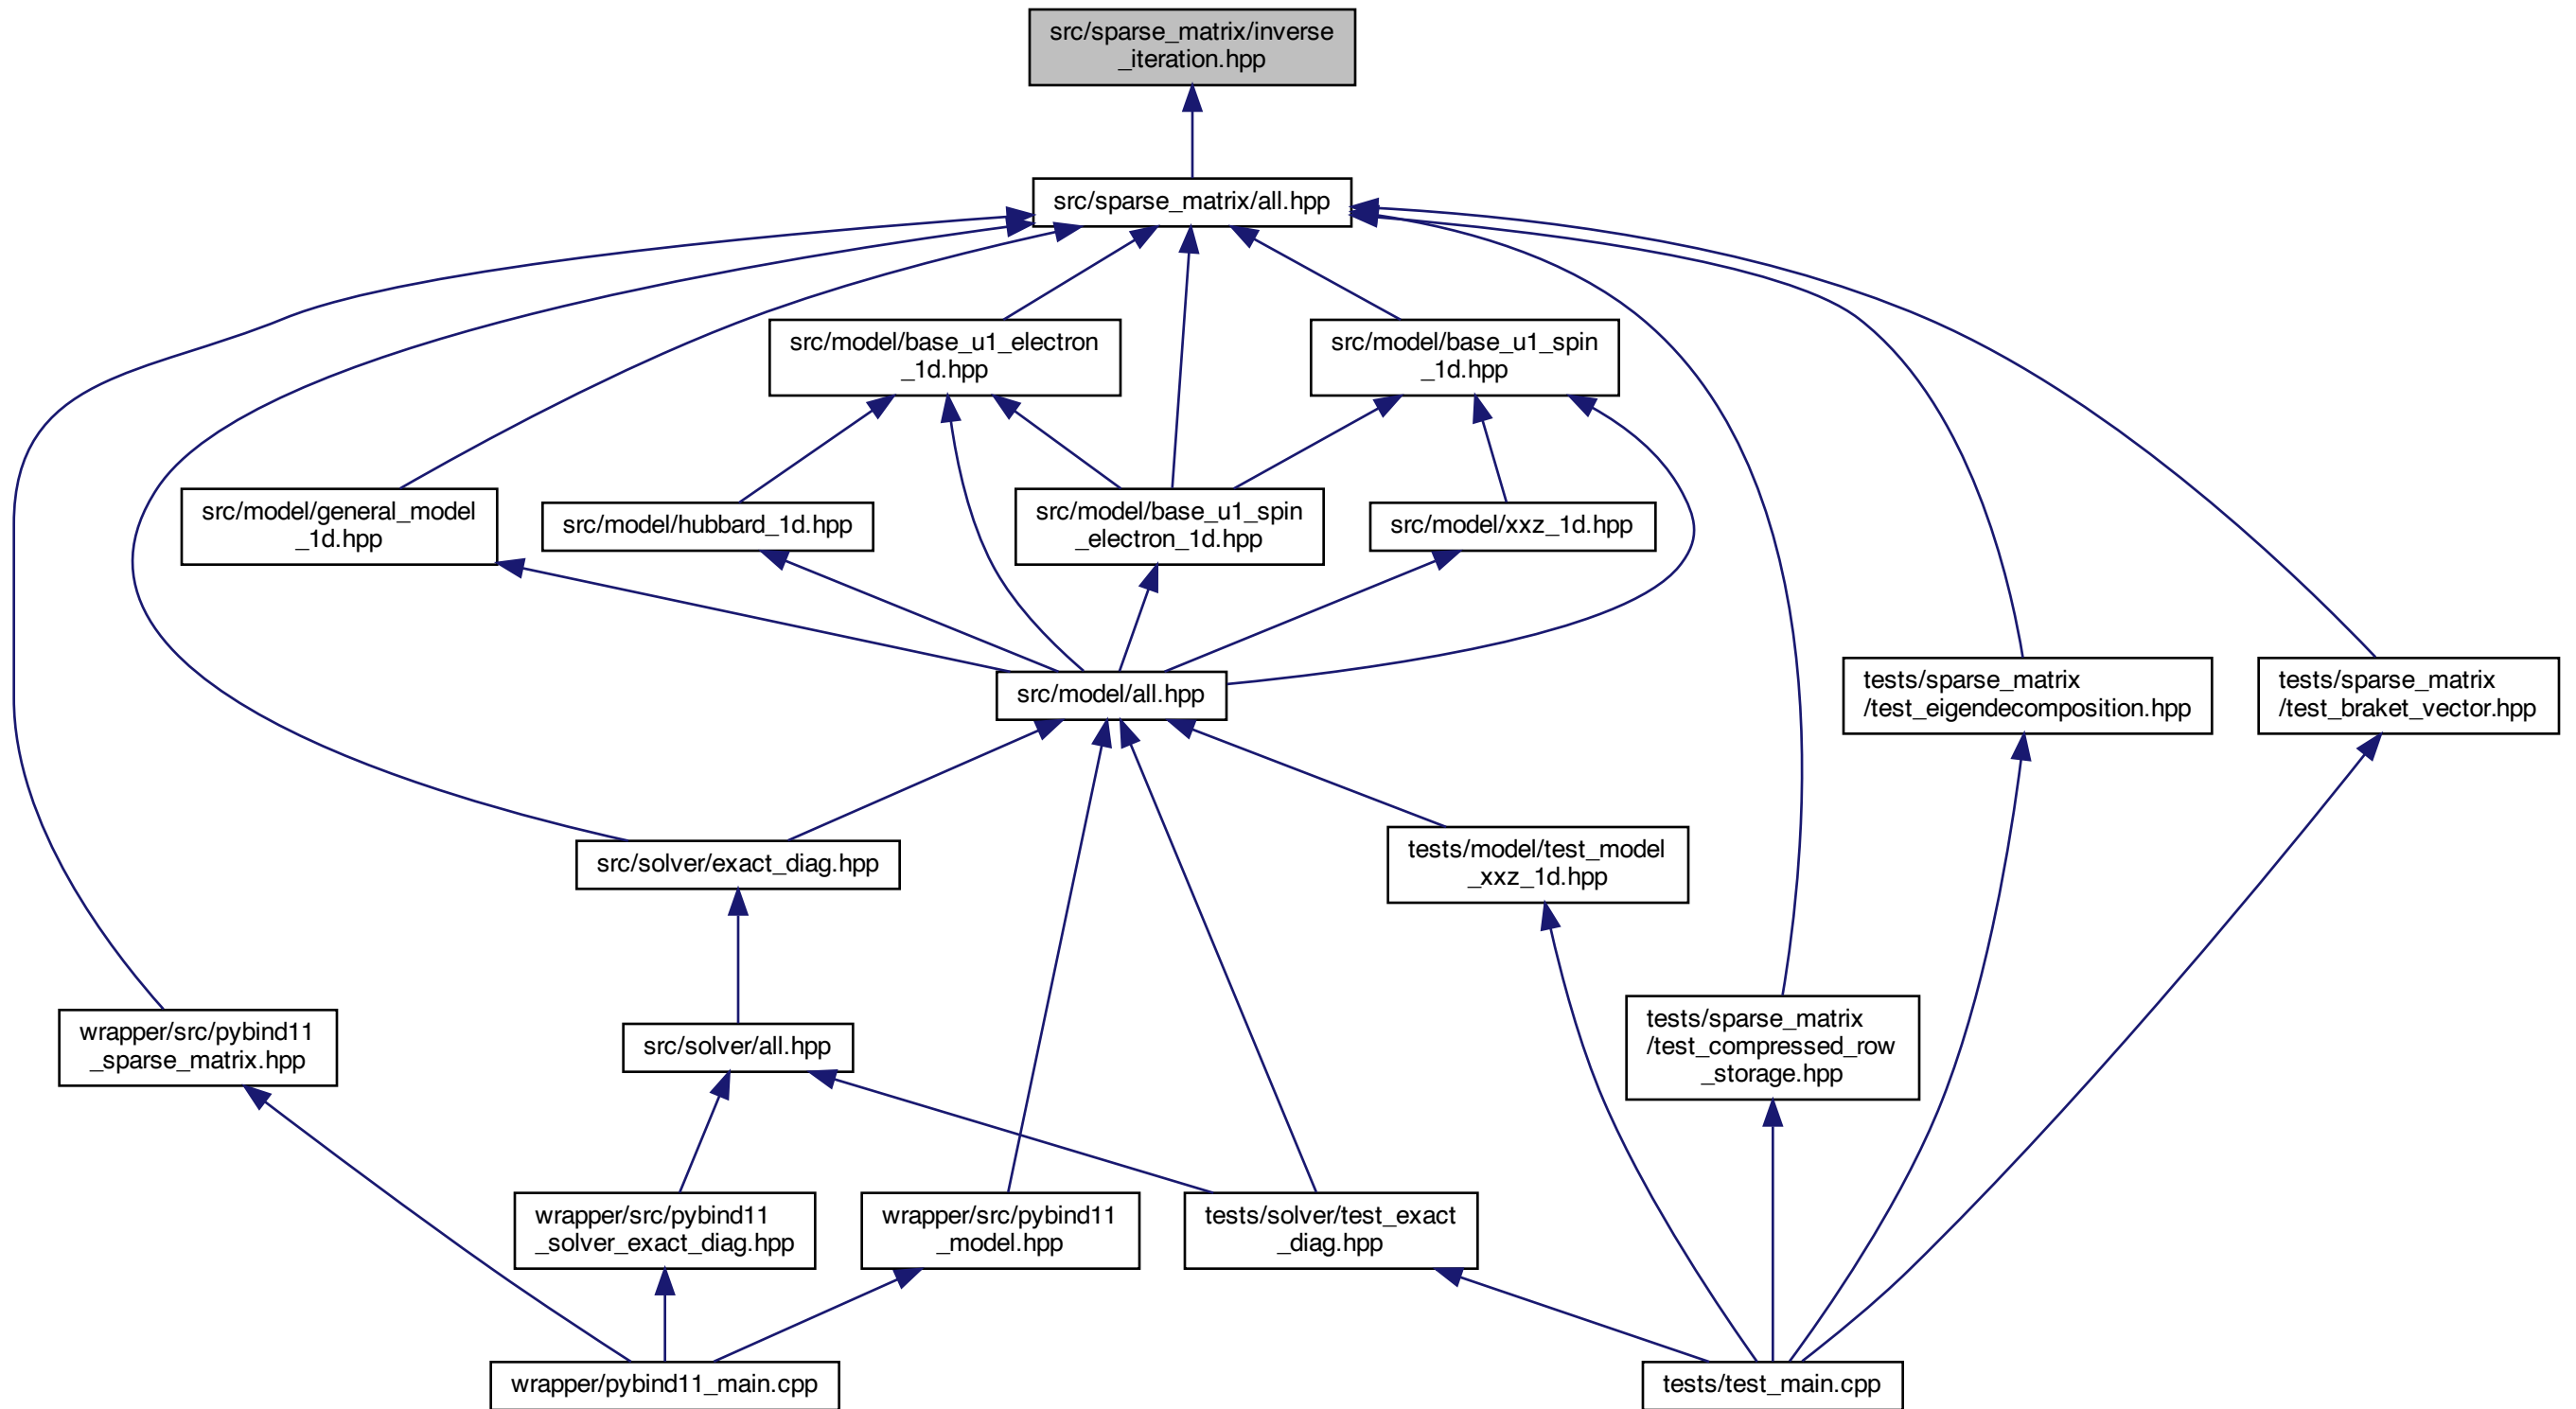 src/sparse_matrix/inverse
_iteration.hpp
src/sparse_matrix/all.hpp
src/model/base_u1_electron
_1d.hpp
src/model/base_u1_spin
_1d.hpp
src/model/general_model
_1d.hpp
src/model/hubbard_1d.hpp
src/model/base_u1_spin
_electron_1d.hpp
src/model/xxz_1d.hpp
src/model/all.hpp
tests/sparse_matrix
/test_eigendecomposition.hpp
tests/sparse_matrix
/test_braket_vector.hpp
src/solver/exact_diag.hpp
tests/model/test_model
_xxz_1d.hpp
wrapper/src/pybind11
_sparse_matrix.hpp
src/solver/all.hpp
tests/sparse_matrix
/test_compressed_row
_storage.hpp
wrapper/src/pybind11
_solver_exact_diag.hpp
wrapper/src/pybind11
_model.hpp
tests/solver/test_exact
_diag.hpp
wrapper/pybind11_main.cpp
tests/test_main.cpp